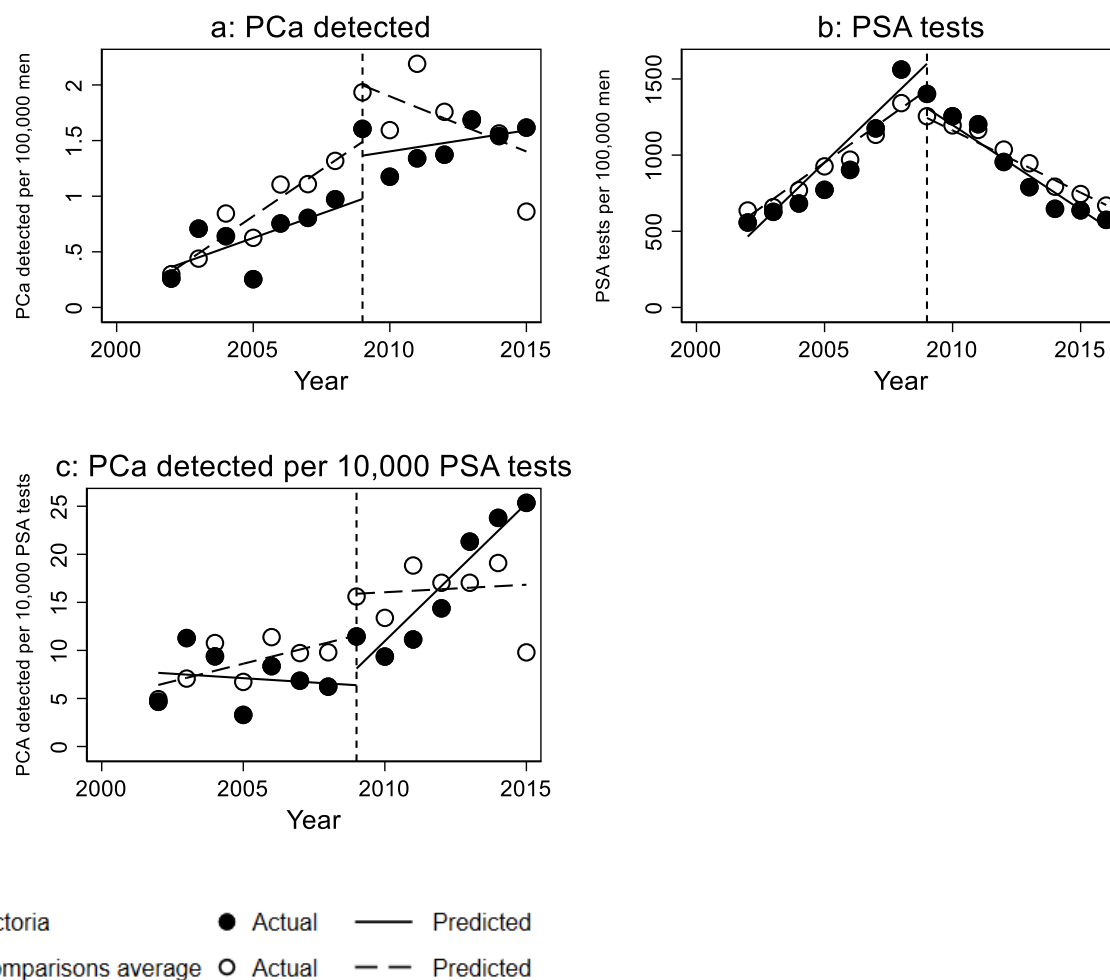 a: PCa detected
PCa detected per 100,000 men
2
1.5
1
.5
0
2000 2005 2010 2015
Year
b: PSA tests
PSA tests per 100,000 men
1500
1000
500
0
2000 2005 2010 2015
Year
c: PCa detected per 10,000 PSA tests
PCA detected per 10,000 PSA tests
25
20
15
10
5
0
2000 2005 2010 2015
Year
ctoria Actual Predicted
omparisons average Actual Predicted